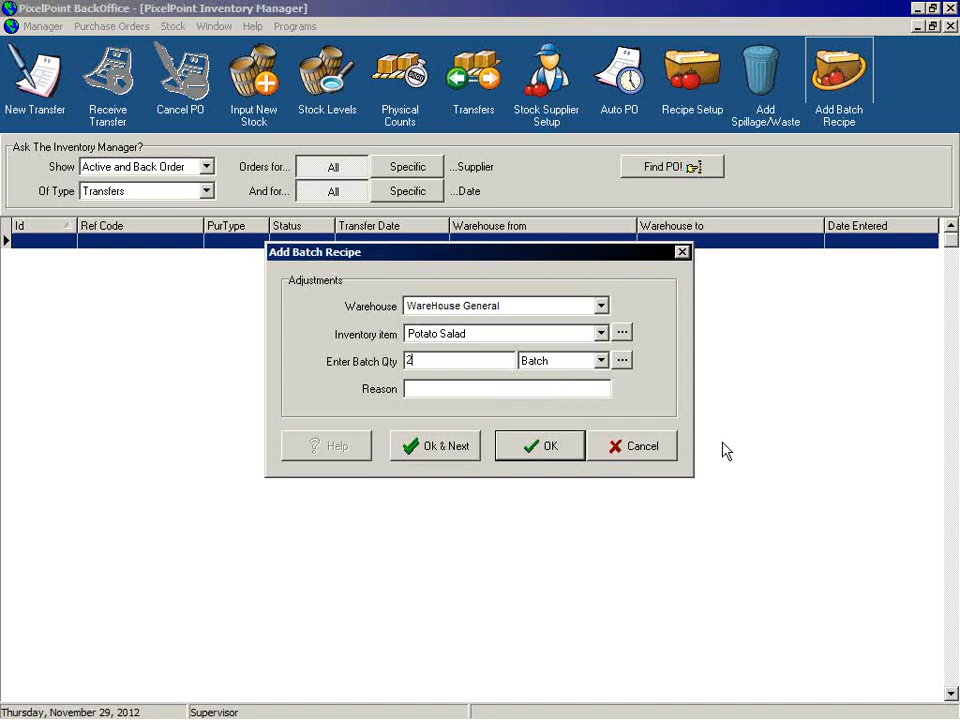 PixelPoint BackOffice - [PixelPoint Inventory Manager]
Manager Purchase Orders Stock Window Help Programs
New Transfer
Receive Transfer
Cancel PO
Input New Stock
Stock Levels
Physical Counts
Transfers
Stock Supplier Setup
Auto PO
Recipe Setup
Add Spillage/Waste
Add Batch Recipe
Ask The Inventory Manager?
Show Active and Back Order Orders for... All Specific ...Supplier Find PO!
Of Type Transfers And for... All Specific ...Date
Id Ref Code PurType Status Transfer Date Warehouse from Warehouse to Date Entered
Add Batch Recipe
Adjustments
Warehouse WareHouse General
Inventory item Potato Salad ...
Enter Batch Qty 2 Batch ...
Reason
? Help Ok & Next OK Cancel
Thursday, November 29, 2012 Supervisor